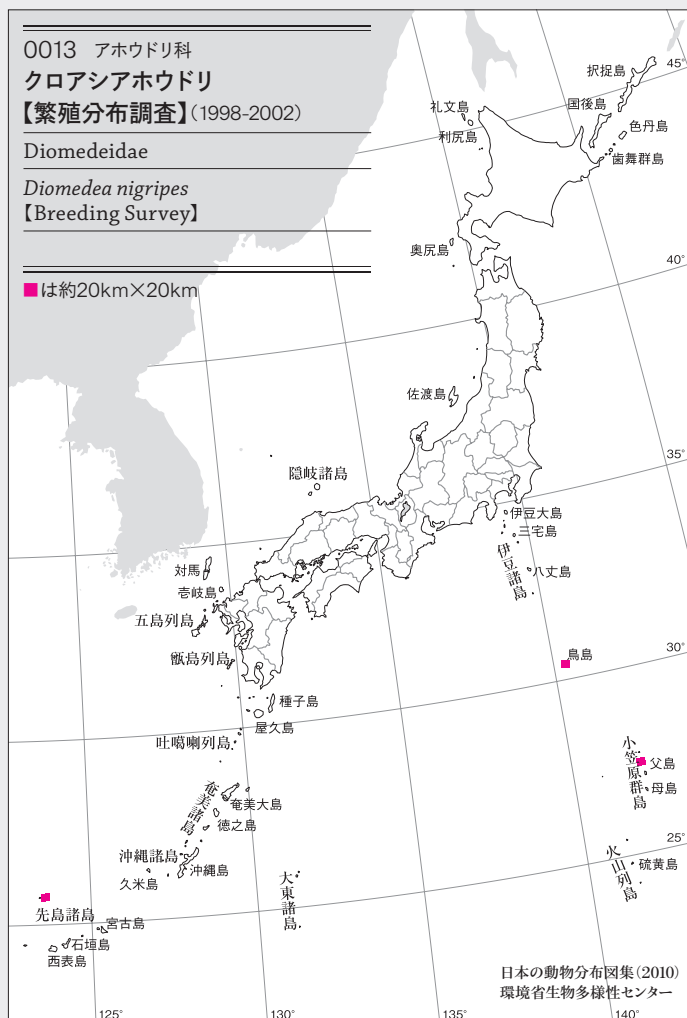 0013 アホウドリ科
クロアシアホウドリ
【繁殖分布調査】(1998-2002)
Diomedeidae
Diomedea nigripes
【Breeding Survey】
■は約20km×20km
45°
択捉島
国後島
礼文島
色丹島
利尻島
歯舞群島
奥尻島
40°
佐渡島
35°
隠岐諸島
伊豆大島
三宅島
伊豆諸島
八丈島
対馬
壱岐島
五島列島
鳥島
30°
甑島列島
種子島
屋久島
吐噶喇列島
小笠原群島
父島
母島
奄美諸島
奄美大島
徳之島
25°
沖縄諸島
沖縄島
久米島
火山列島
硫黄島
大東諸島
先島諸島
宮古島
石垣島
西表島
日本の動物分布図集(2010)
環境省生物多様性センター
125°
130°
135°
140°